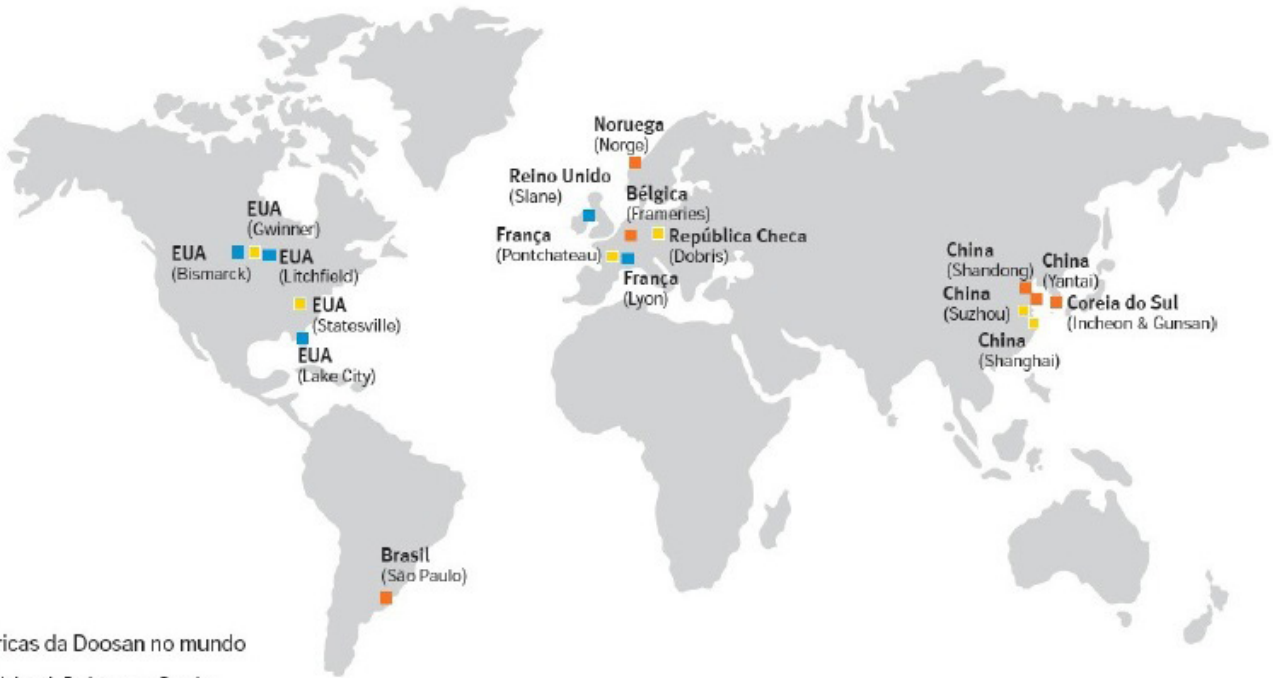 Noruega
(Norge)
Reino Unido
(Slane)
Bélgica
(Frameries)
França
(Pontchateau)
República Checa
(Dobris)
França
(Lyon)
EUA
(Gwinner)
EUA
(Bismarck)
EUA
(Litchfield)
EUA
(Statesville)
EUA
(Lake City)
China
(Shandong)
China
(Yantai)
China
(Suzhou)
Coreia do Sul
(Incheon & Gunsan)
China
(Shanghai)
Brasil
(São Paulo)
ricas da Doosan no mundo